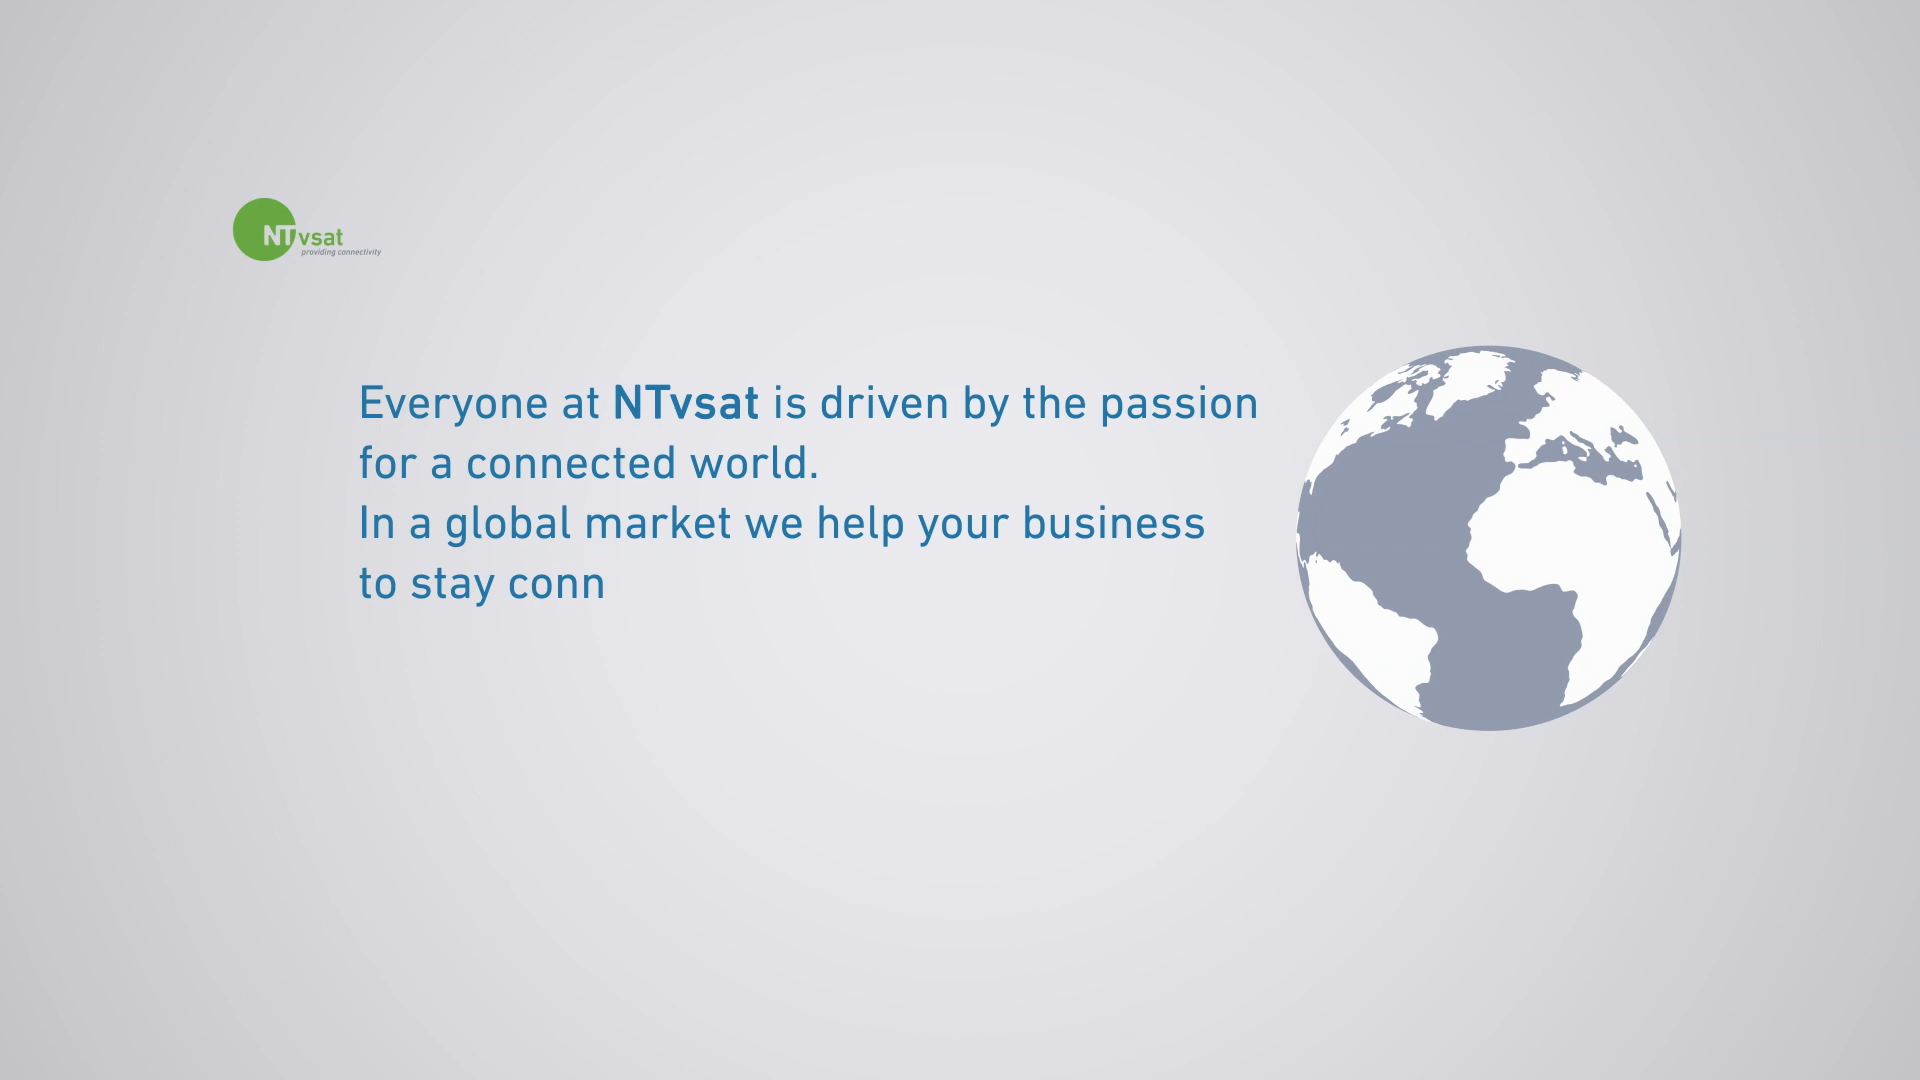 NTvsat
providing connectivity
Everyone at NTvsat is driven by the passion
for a connected world.
In a global market we help your business
to stay conn